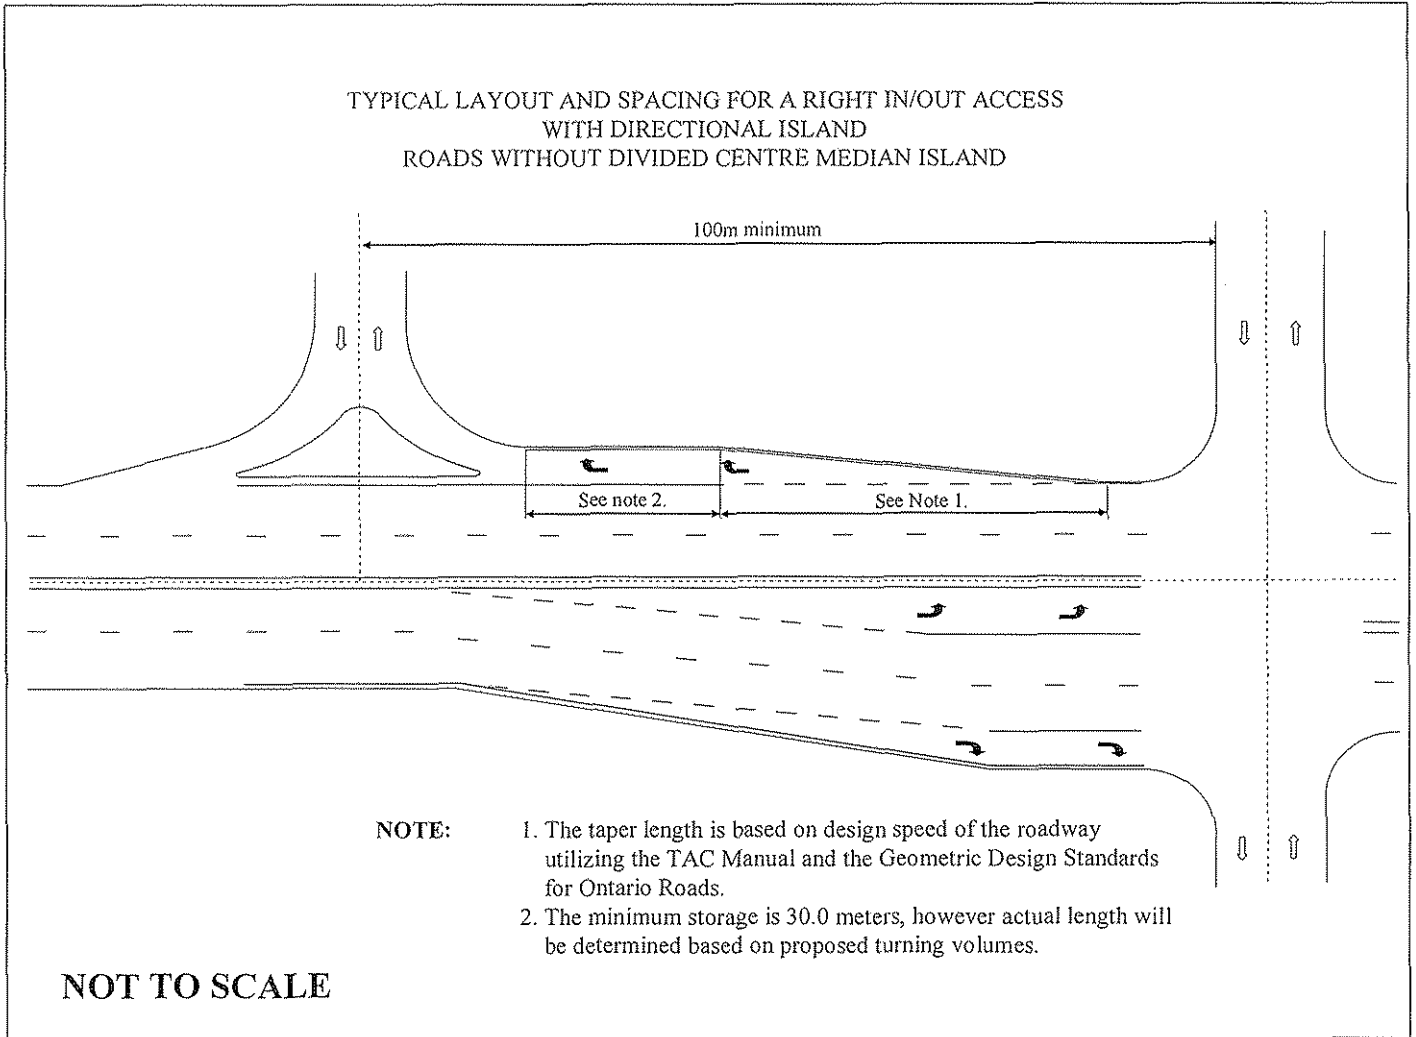 TYPICAL LAYOUT AND SPACING FOR A RIGHT IN/OUT ACCESS
WITH DIRECTIONAL ISLAND
ROADS WITHOUT DIVIDED CENTRE MEDIAN ISLAND
100m minimum
See note 2.
See Note 1.
NOTE:
1. The taper length is based on design speed of the roadway
utilizing the TAC Manual and the Geometric Design Standards
for Ontario Roads.
2. The minimum storage is 30.0 meters, however actual length will
be determined based on proposed turning volumes.
NOT TO SCALE